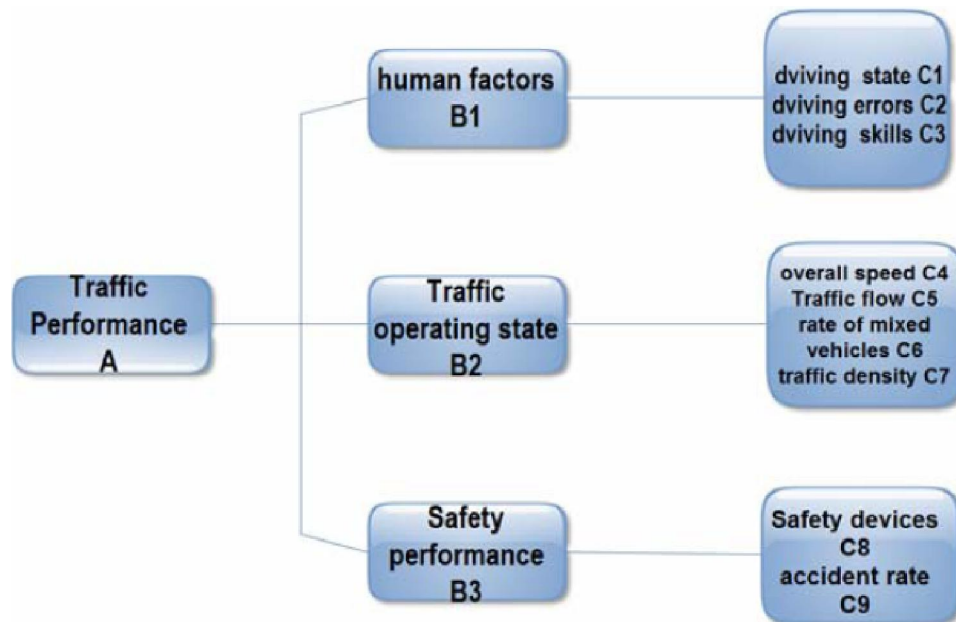 human factors
B1
dviving state C1
dviving errors C2
dviving skills C3
Traffic
Performance
A
Traffic
operating state
B2
overall speed C4
Traffic flow C5
rate of mixed
vehicles C6
traffic density C7
Safety
performance
B3
Safety devices
C8
accident rate
C9